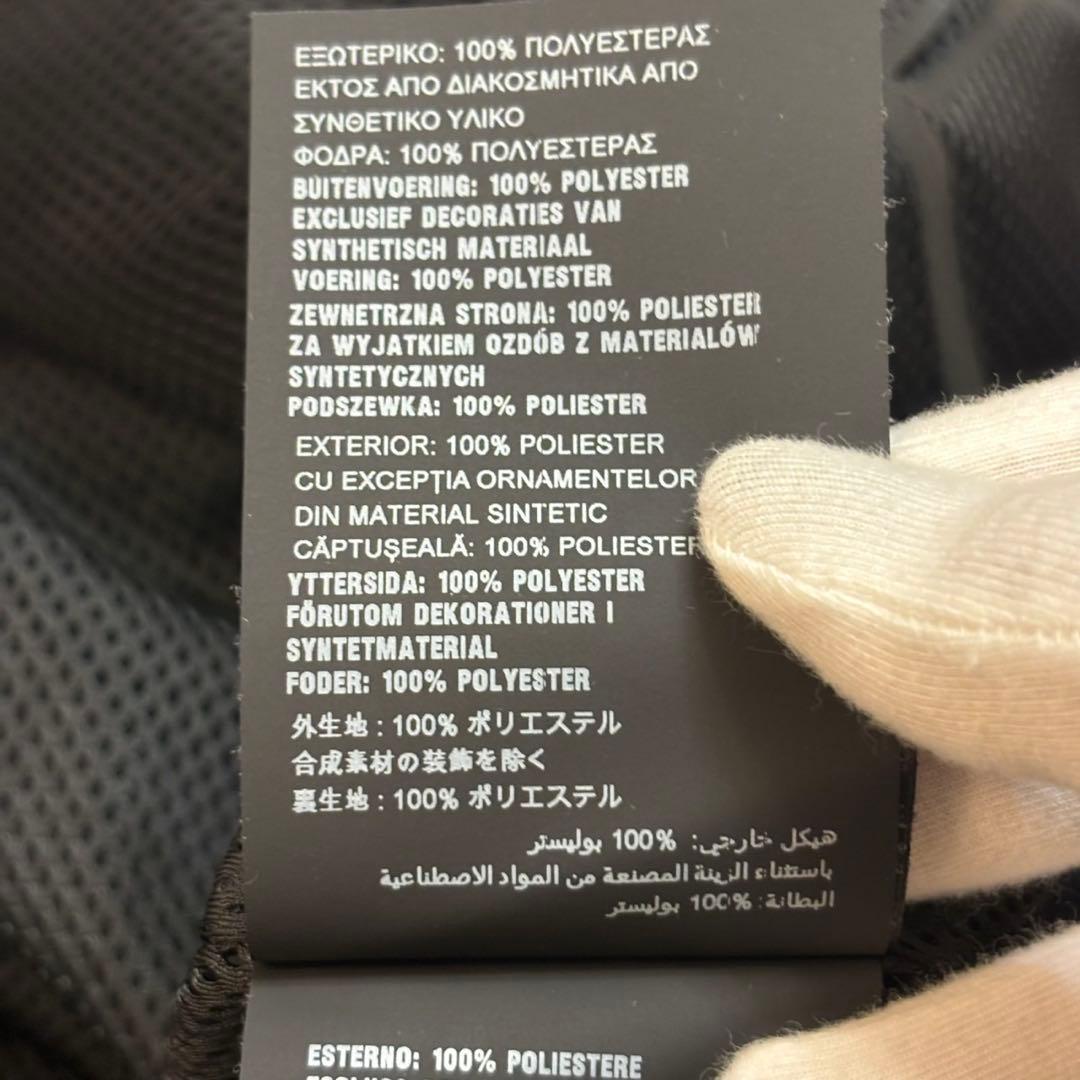 ΕΞΩΤΕΡΙΚΟ: 100% ΠΟΛΥΕΣΤΕΡΑΣ
ΕΚΤΟΣ ΑΠΟ ΔΙΑΚΟΣΜΗΤΙΚΑ ΑΠΟ
ΣΥΝΘΕΤΙΚΟ ΥΛΙΚΟ
ΦΟΔΡΑ: 100% ΠΟΛΥΕΣΤΕΡΑΣ
BUITENVOERING: 100% POLYESTER
EXCLUSIEF DECORATIES VAN
SYNTHETISCH MATERIAAL
VOERING: 100% POLYESTER
ZEWNETRZNA STRONA: 100% POLIESTER
ZA WYJATKIEM OZDÓB Z MATERIALÓW
SYNTETYCZNYCH
PODSZEWKA: 100% POLIESTER
EXTERIOR: 100% POLIESTER
CU EXCEPȚIA ORNAMENTELOR
DIN MATERIAL SINTETIC
CĂPTUȘEALĂ: 100% POLIESTER
YTTERSIDA: 100% POLYESTER
FÖRUTOM DEKORATIONER I
SYNTETMATERIAL
FODER: 100% POLYESTER
外生地 : 100% ポリエステル
合成素材の装飾を除く
裏生地 : 100% ポリエステル
هيكل خارجي: %100 بوليستر
باستثناء الزينة المصنعة من المواد الاصطناعية
البطانة: %100 بوليستر
ESTERNO: 100% POLIESTERE